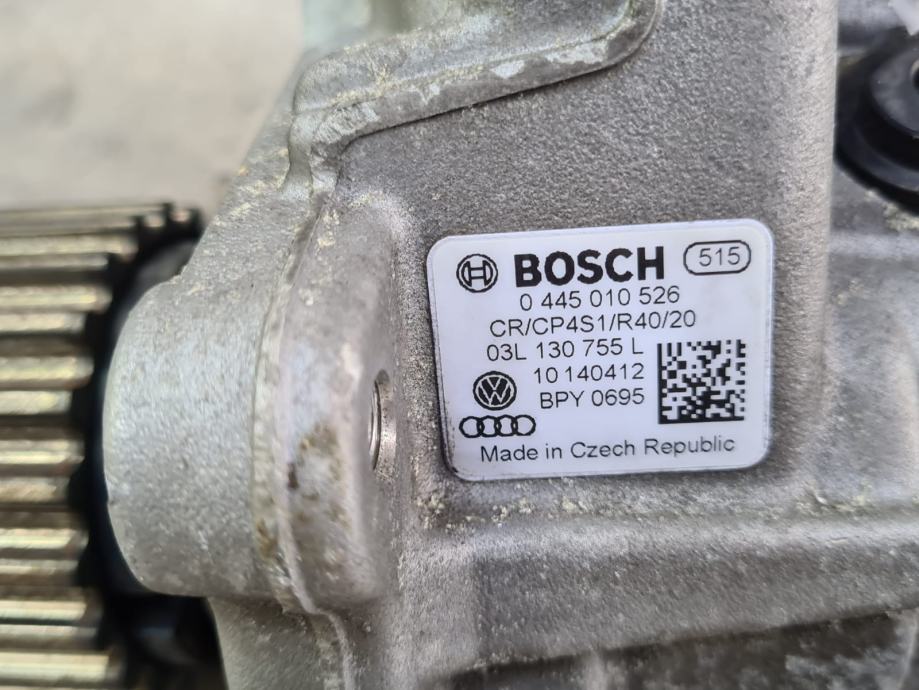 BOSCH 515
0 445 010 526
CR/CP4S1/R40/20
03L 130 755 L
10 140412
BPY 0695
Made in Czech Republic